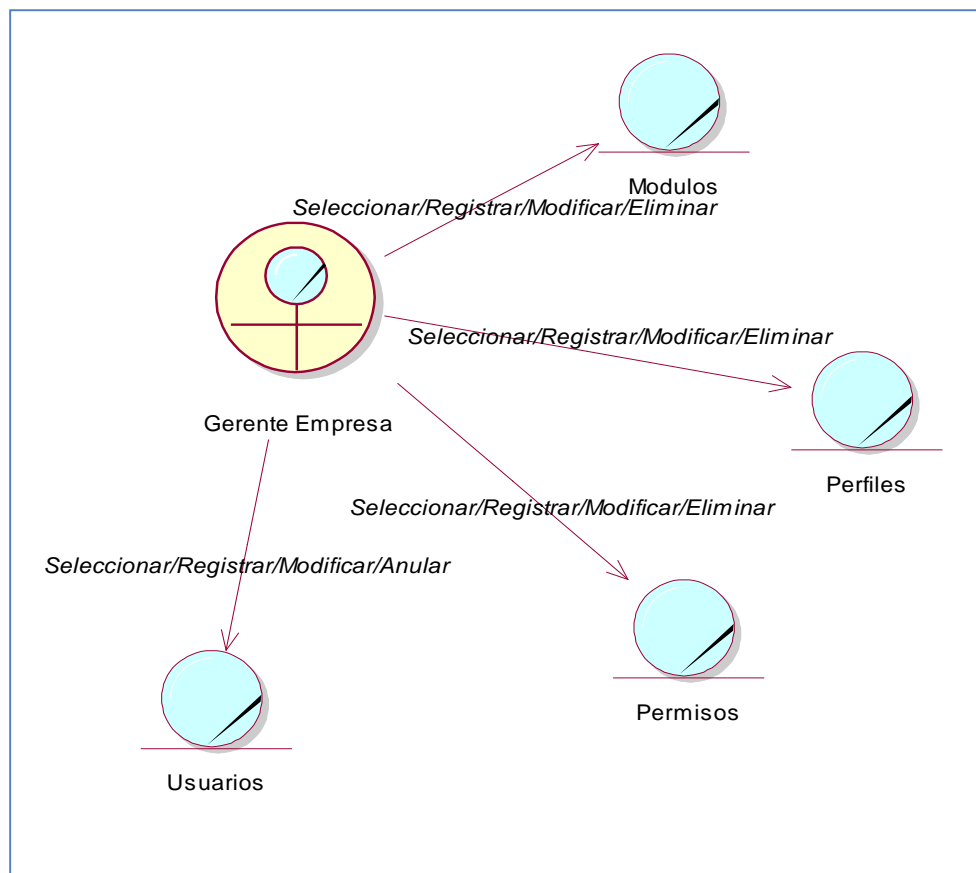 Modulos
Seleccionar/Registrar/Modificar/Eliminar
Seleccionar/Registrar/Modificar/Eliminar
Gerente Empresa
Perfiles
Seleccionar/Registrar/Modificar/Eliminar
Seleccionar/Registrar/Modificar/Anular
Permisos
Usuarios